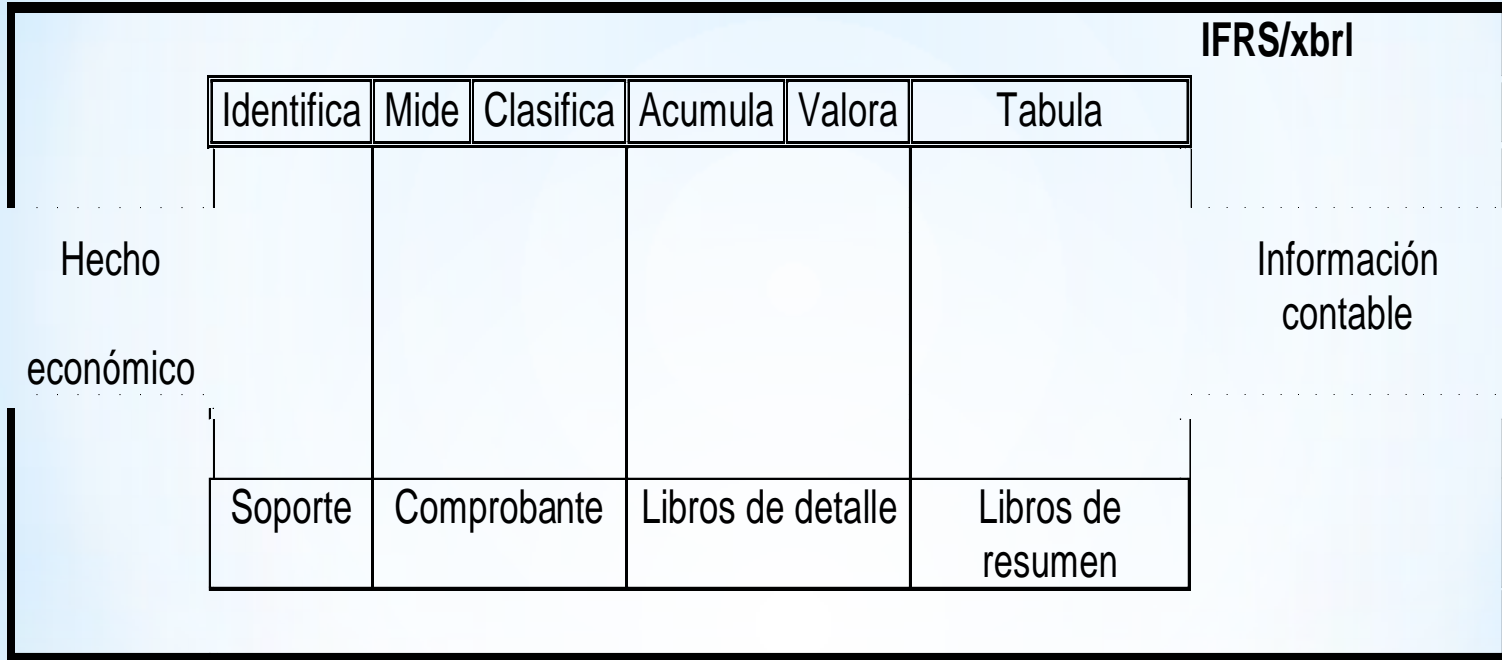 IFRS/xbrl
Identifica Mide Clasifica Acumula Valora Tabula
Hecho
económico
Información
contable
Soporte Comprobante Libros de detalle Libros de
resumen